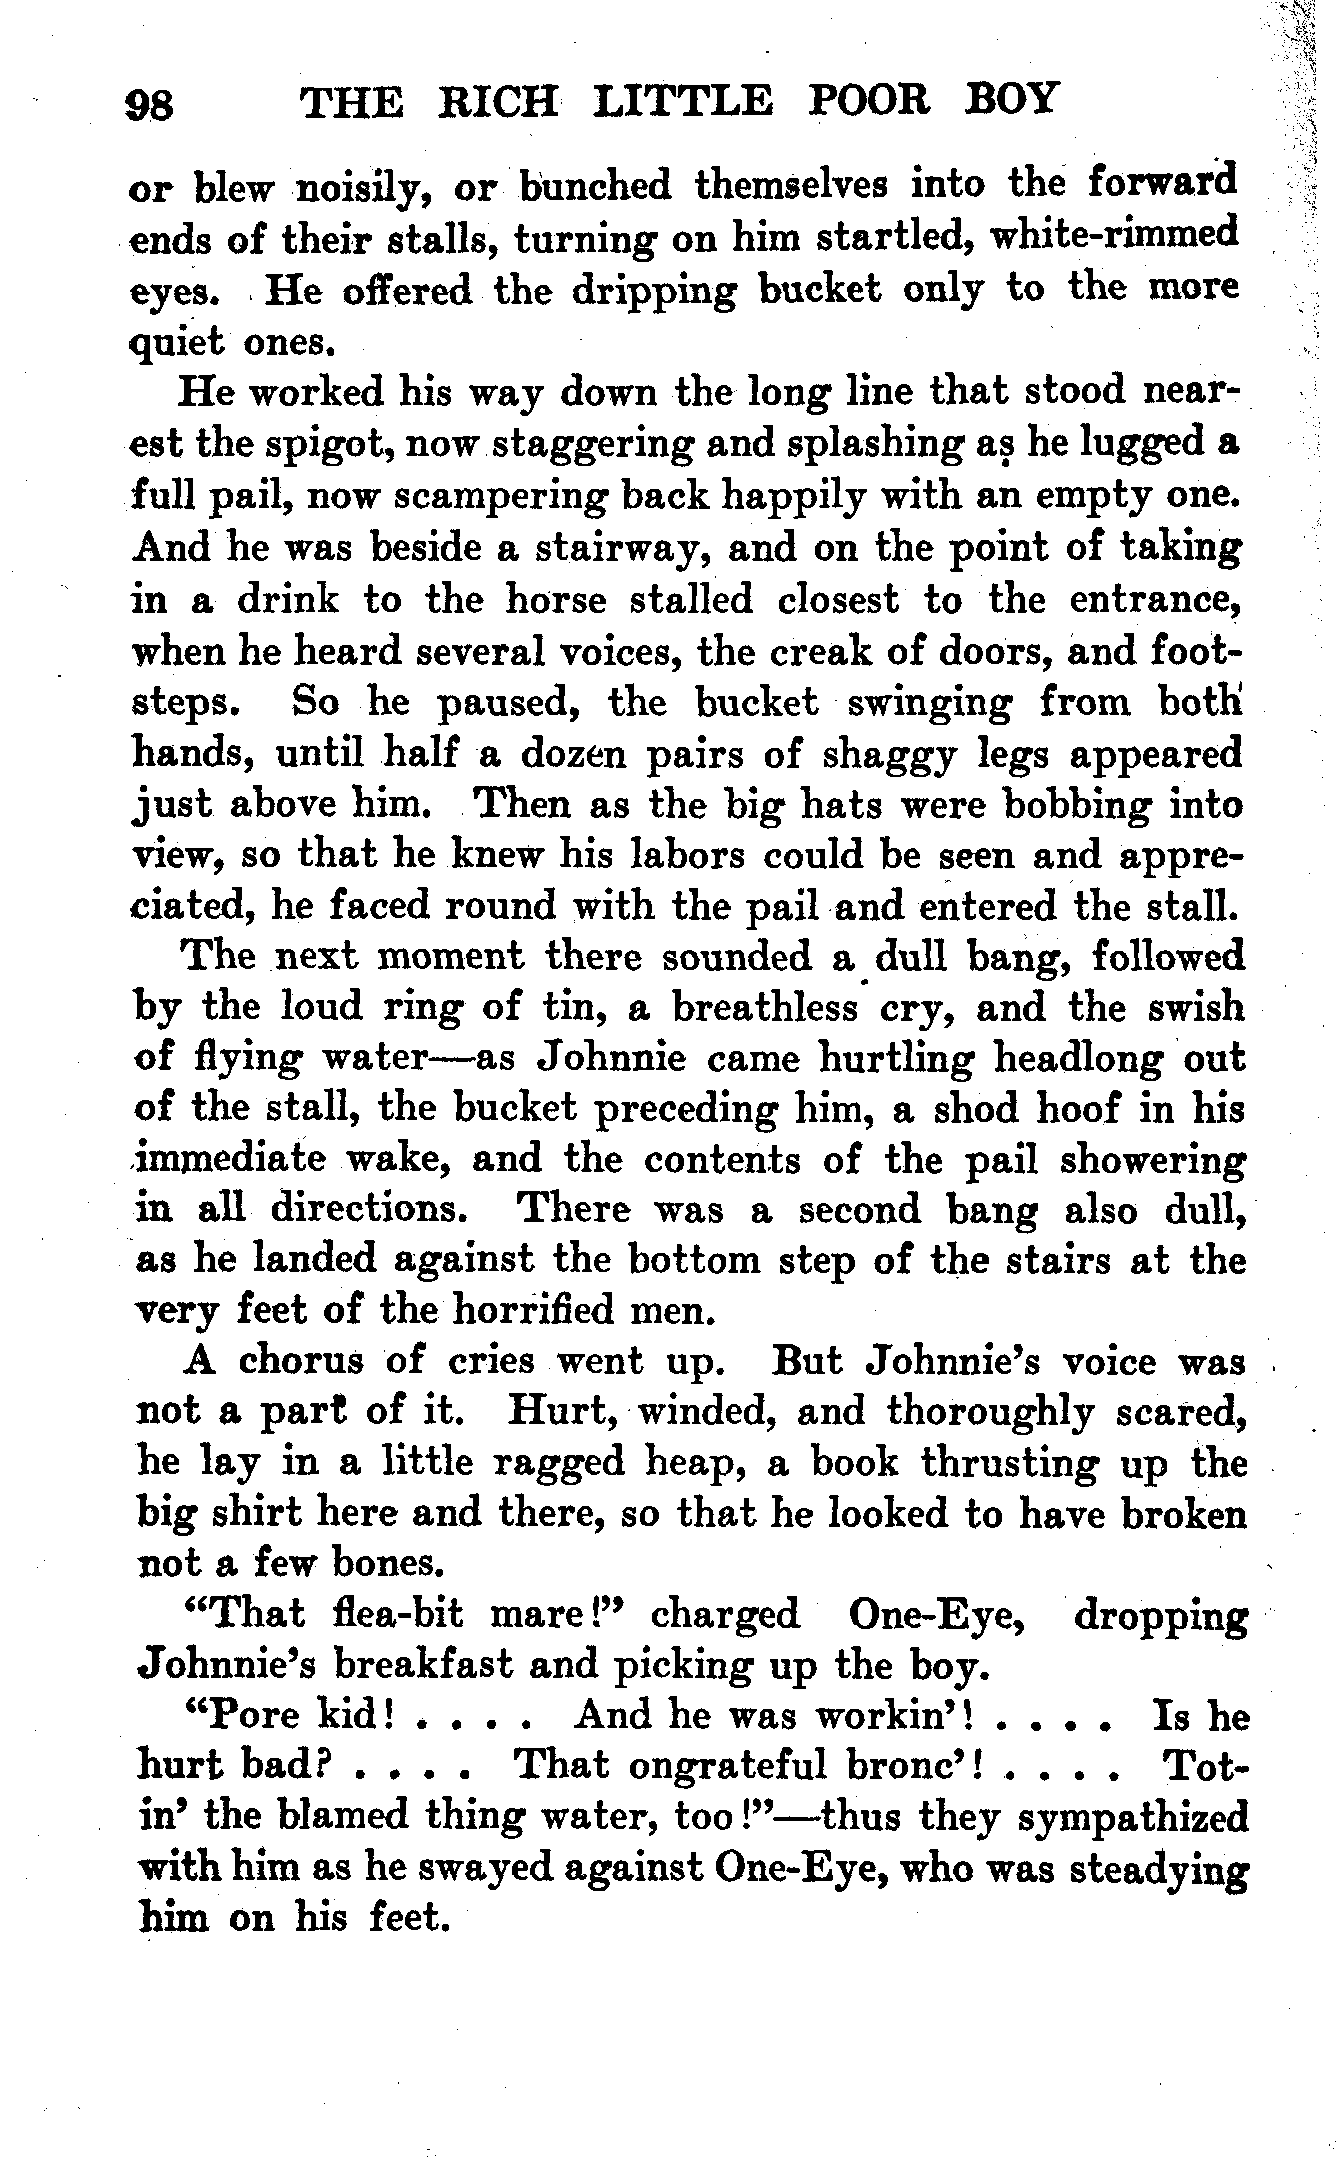 98 THE RICH LITTLE POOR BOY
or blew noisily, or bunched themselves into the forward
ends of their stalls, turning on him startled, white-rimmed
eyes. He offered the dripping bucket only to the more
quiet ones.
He worked his way down the long line that stood near-
est the spigot, now staggering and splashing as he lugged a
full pail, now scampering back happily with an empty one.
And he was beside a stairway, and on the point of taking
in a drink to the horse stalled closest to the entrance,
when he heard several voices, the creak of doors, and foot-
steps. So he paused, the bucket swinging from both
hands, until half a dozen pairs of shaggy legs appeared
just above him. Then as the big hats were bobbing into
view, so that he knew his labors could be seen and appre-
ciated, he faced round with the pail and entered the stall.
The next moment there sounded a dull bang, followed
by the loud ring of tin, a breathless cry, and the swish
of flying water—as Johnnie came hurtling headlong out
of the stall, the bucket preceding him, a shod hoof in his
immediate wake, and the contents of the pail showering
in all directions. There was a second bang also dull,
as he landed against the bottom step of the stairs at the
very feet of the horrified men.
A chorus of cries went up. But Johnnie's voice was
not a part of it. Hurt, winded, and thoroughly scared,
he lay in a little ragged heap, a book thrusting up the
big shirt here and there, so that he looked to have broken
not a few bones.
“That flea-bit mare!” charged One-Eye, dropping
Johnnie's breakfast and picking up the boy.
“Pore kid! . . . . And he was workin'! . . . . Is he
hurt bad? . . . . That ongrateful bronc'! . . . . Tot-
in' the blamed thing water, too!”—thus they sympathized
with him as he swayed against One-Eye, who was steadying
him on his feet.